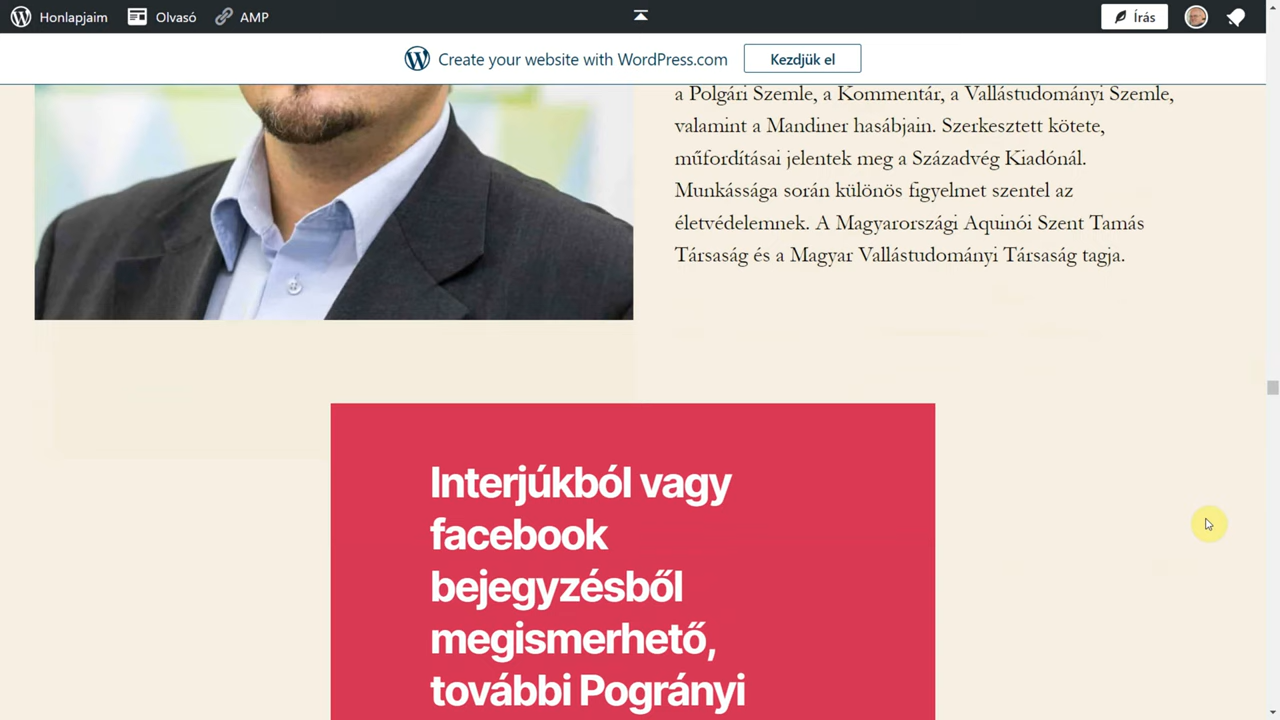 Honlapjaim
Olvasó
AMP
Írás
Create your website with WordPress.com
Kezdjük el
a Polgári Szemle, a Kommentár, a Vallástudományi Szemle,
valamint a Mandiner hasábjain. Szerkesztett kötete,
műfordításai jelentek meg a Századvég Kiadónál.
Munkássága során különös figyelmet szentel az
életvédelemnek. A Magyarországi Aquinói Szent Tamás
Társaság és a Magyar Vallástudományi Társaság tagja.
Interjúkból vagy
facebook
bejegyzésből
megismerhető,
további Pogrányi